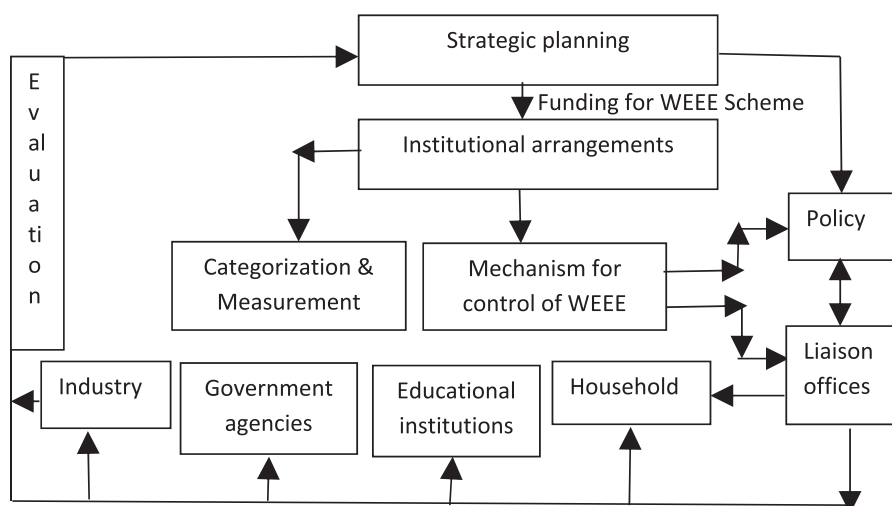 Strategic planning
Funding for WEEE Scheme
E
v
al
u
a
ti
o
n
Institutional arrangements
Policy
Categorization &
Measurement
Mechanism for
control of WEEE
Liaison
offices
Industry
Government
agencies
Educational
institutions
Household